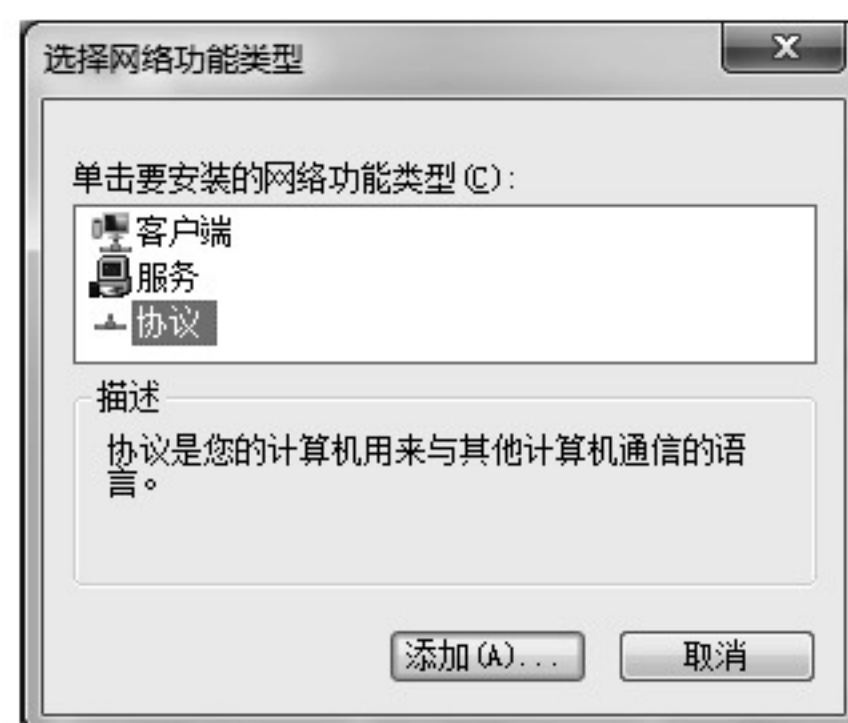 选择网络功能类型
单击要安装的网络功能类型(C):
客户端
服务
协议
描述
协议是您的计算机用来与其他计算机通信的语
言。
添加(A)...
取消